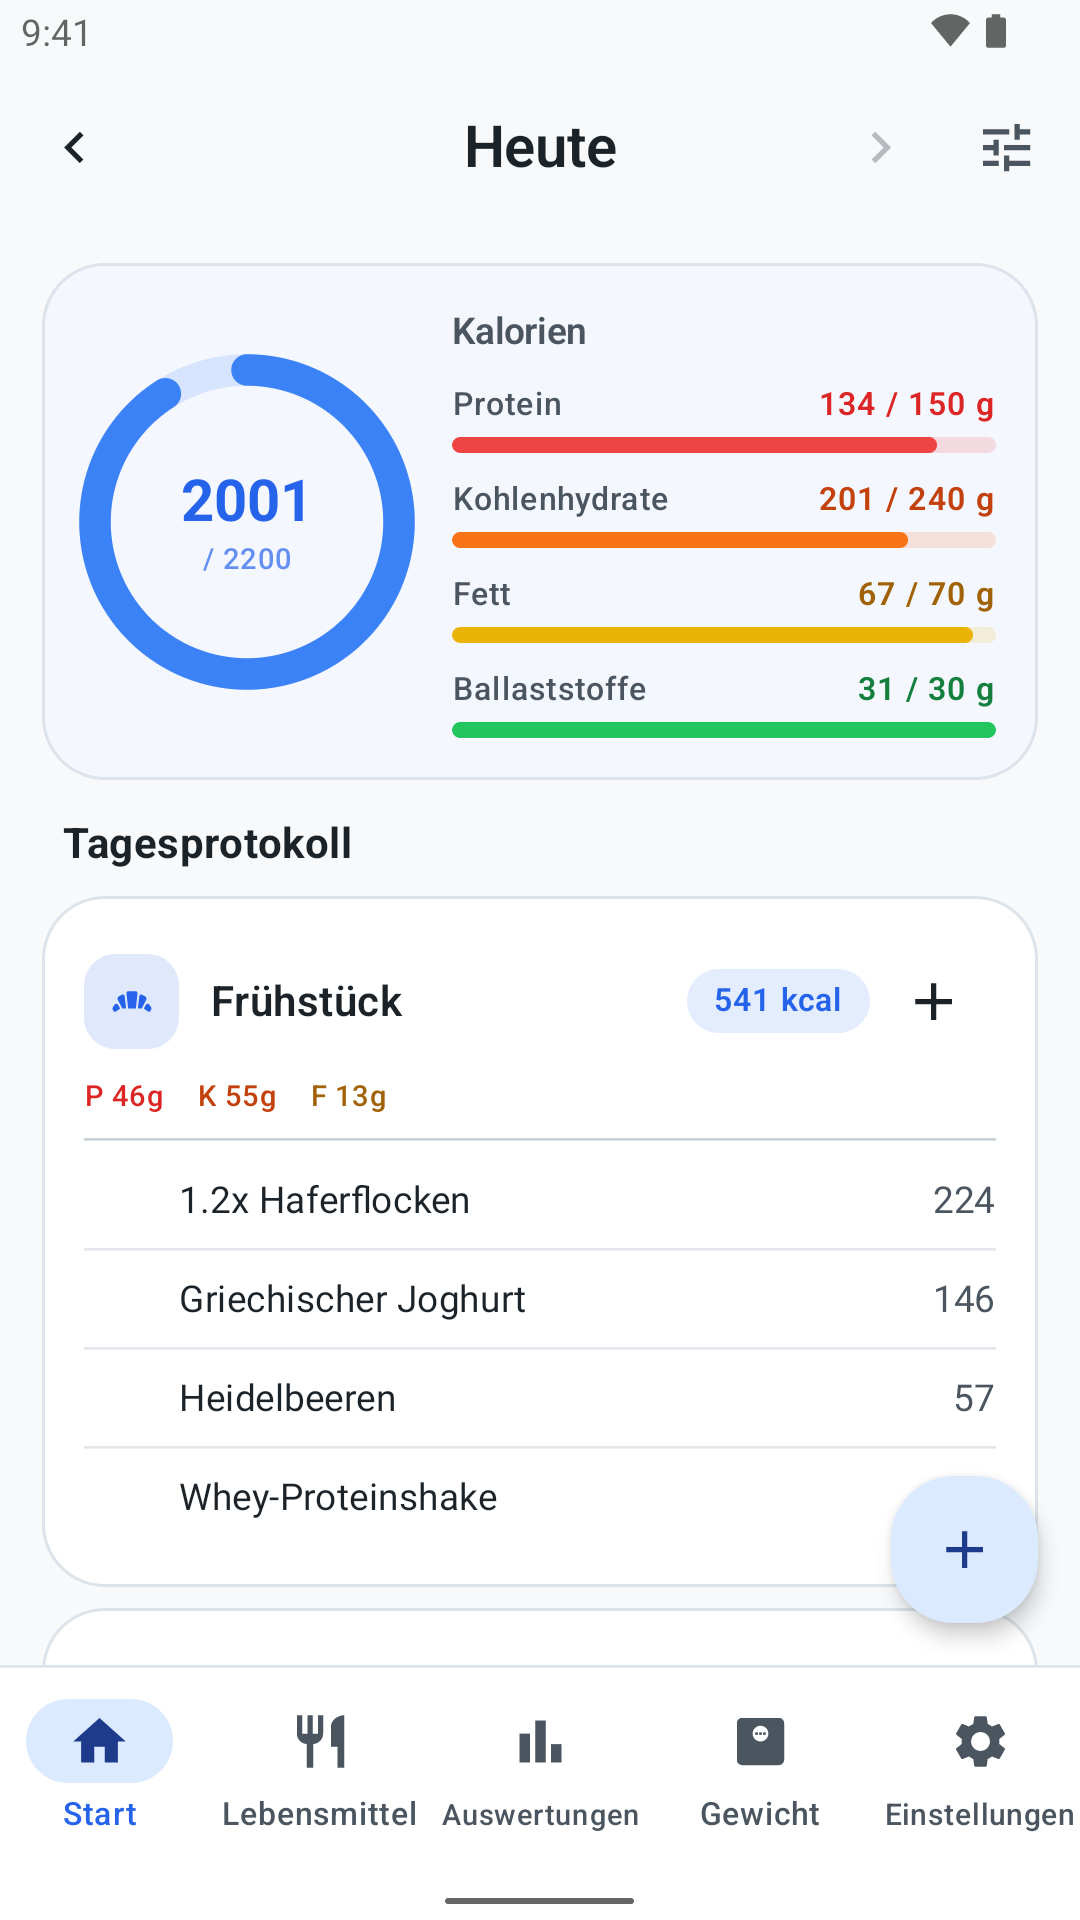 9:41
Heute
Kalorien
Protein 134 / 150 g
Kohlenhydrate 201 / 240 g
Fett 67 / 70 g
Ballaststoffe 31 / 30 g
2001
/ 2200
Tagesprotokoll
Frühstück 541 kcal
P 46g K 55g F 13g
1.2x Haferflocken 224
Griechischer Joghurt 146
Heidelbeeren 57
Whey-Proteinshake
Start Lebensmittel Auswertungen Gewicht Einstellungen